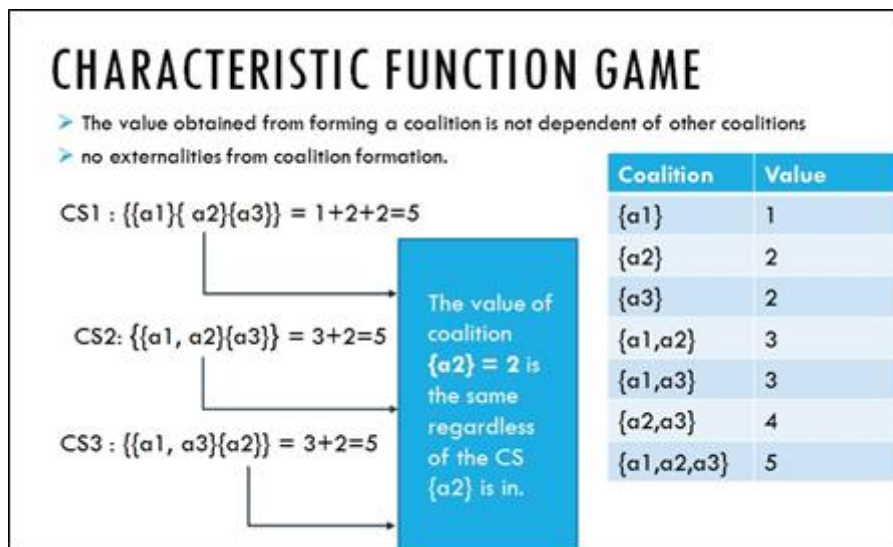 CHARACTERISTIC FUNCTION GAME
➤ The value obtained from forming a coalition is not dependent of other coalitions
➤ no externalities from coalition formation.
CS1 : {{a1}{ a2}{a3}} = 1+2+2=5
CS2: {{a1, a2}{a3}} = 3+2=5
CS3 : {{a1, a3}{a2}} = 3+2=5
The value of
coalition
{a2} = 2 is
the same
regardless
of the CS
{a2} is in.
Coalition Value
{a1} 1
{a2} 2
{a3} 2
{a1,a2} 3
{a1,a3} 3
{a2,a3} 4
{a1,a2,a3} 5